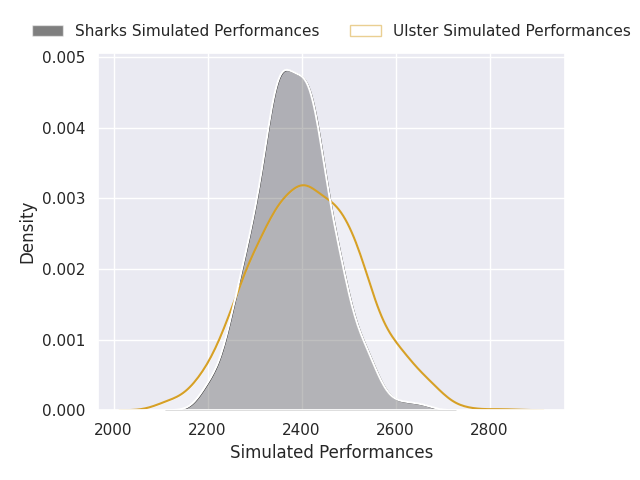 Sharks Simulated Performances
Ulster Simulated Performances
0.005
0.004
0.003
0.002
0.001
0.000
Density
2000
2200
2400
2600
2800
Simulated Performances